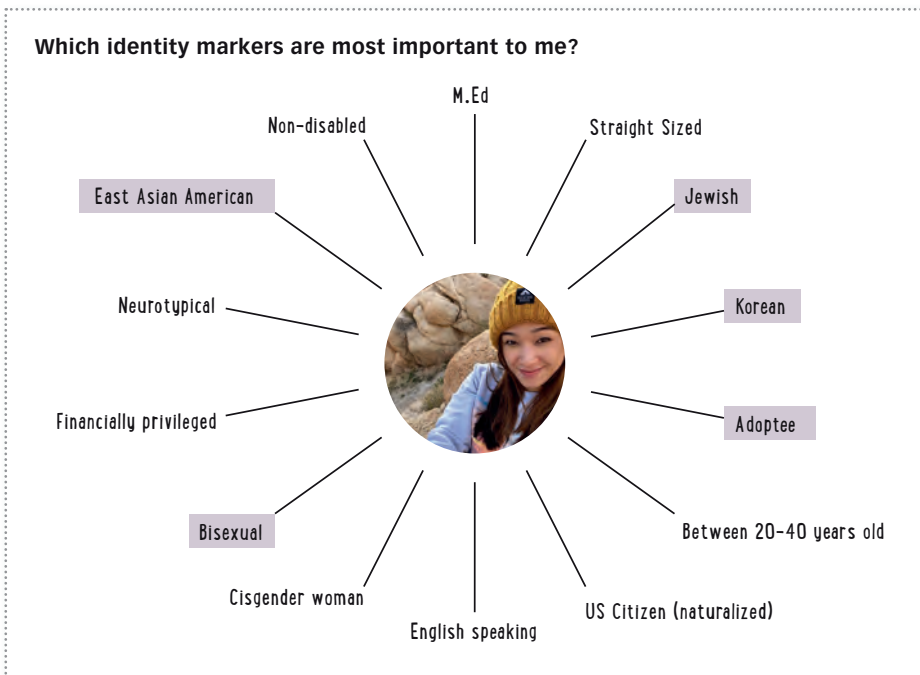 Which identity markers are most important to me?
M.Ed
Non-disabled
Straight Sized
East Asian American
Jewish
Neurotypical
Korean
Financially privileged
Adoptee
Bisexual
Between 20-40 years old
Cisgender woman
US Citizen (naturalized)
English speaking